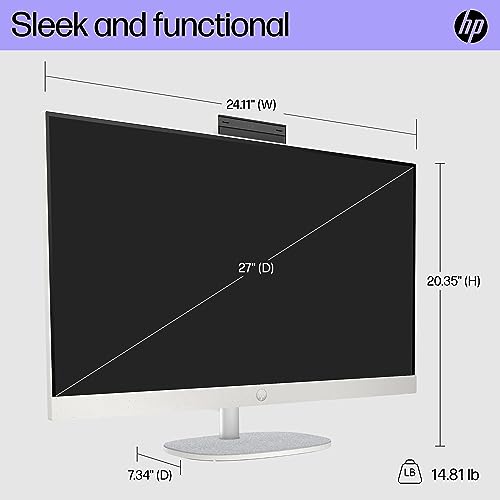 Sleek and functional
hp
24.11" (W)
27" (D)
20.35" (H)
7.34" (D)
LB
14.81 lb